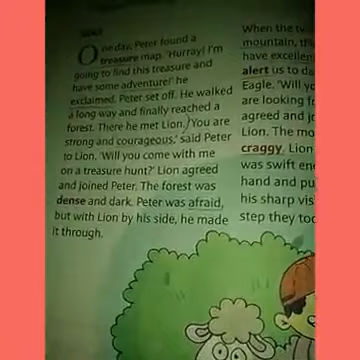 One day, Peter found a
treasure map. 'Hurray! I'm
going to find this treasure and
have some adventure!' he
exclaimed. Peter set off. He walked
a long way and finally reached a
forest. There he met Lion. 'You are
strong and courageous,' said Peter
to Lion. 'Will you come with me
on a treasure hunt?' Lion agreed
and joined Peter. The forest was
dense and dark. Peter was afraid,
but with Lion by his side, he made
it through.
When the tw
mountain, th
have excellen
alert us to da
Eagle. 'Will yo
are looking f
agreed and jo
Lion. The mo
craggy. Lion
was swift en
hand and pu
his sharp vis
step they too